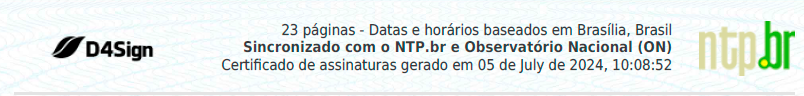 D4Sign
23 páginas - Datas e horários baseados em Brasília, Brasil
Sincronizado com o NTP.br e Observatório Nacional (ON)
Certificado de assinaturas gerado em 05 de July de 2024, 10:08:52
ntp.br